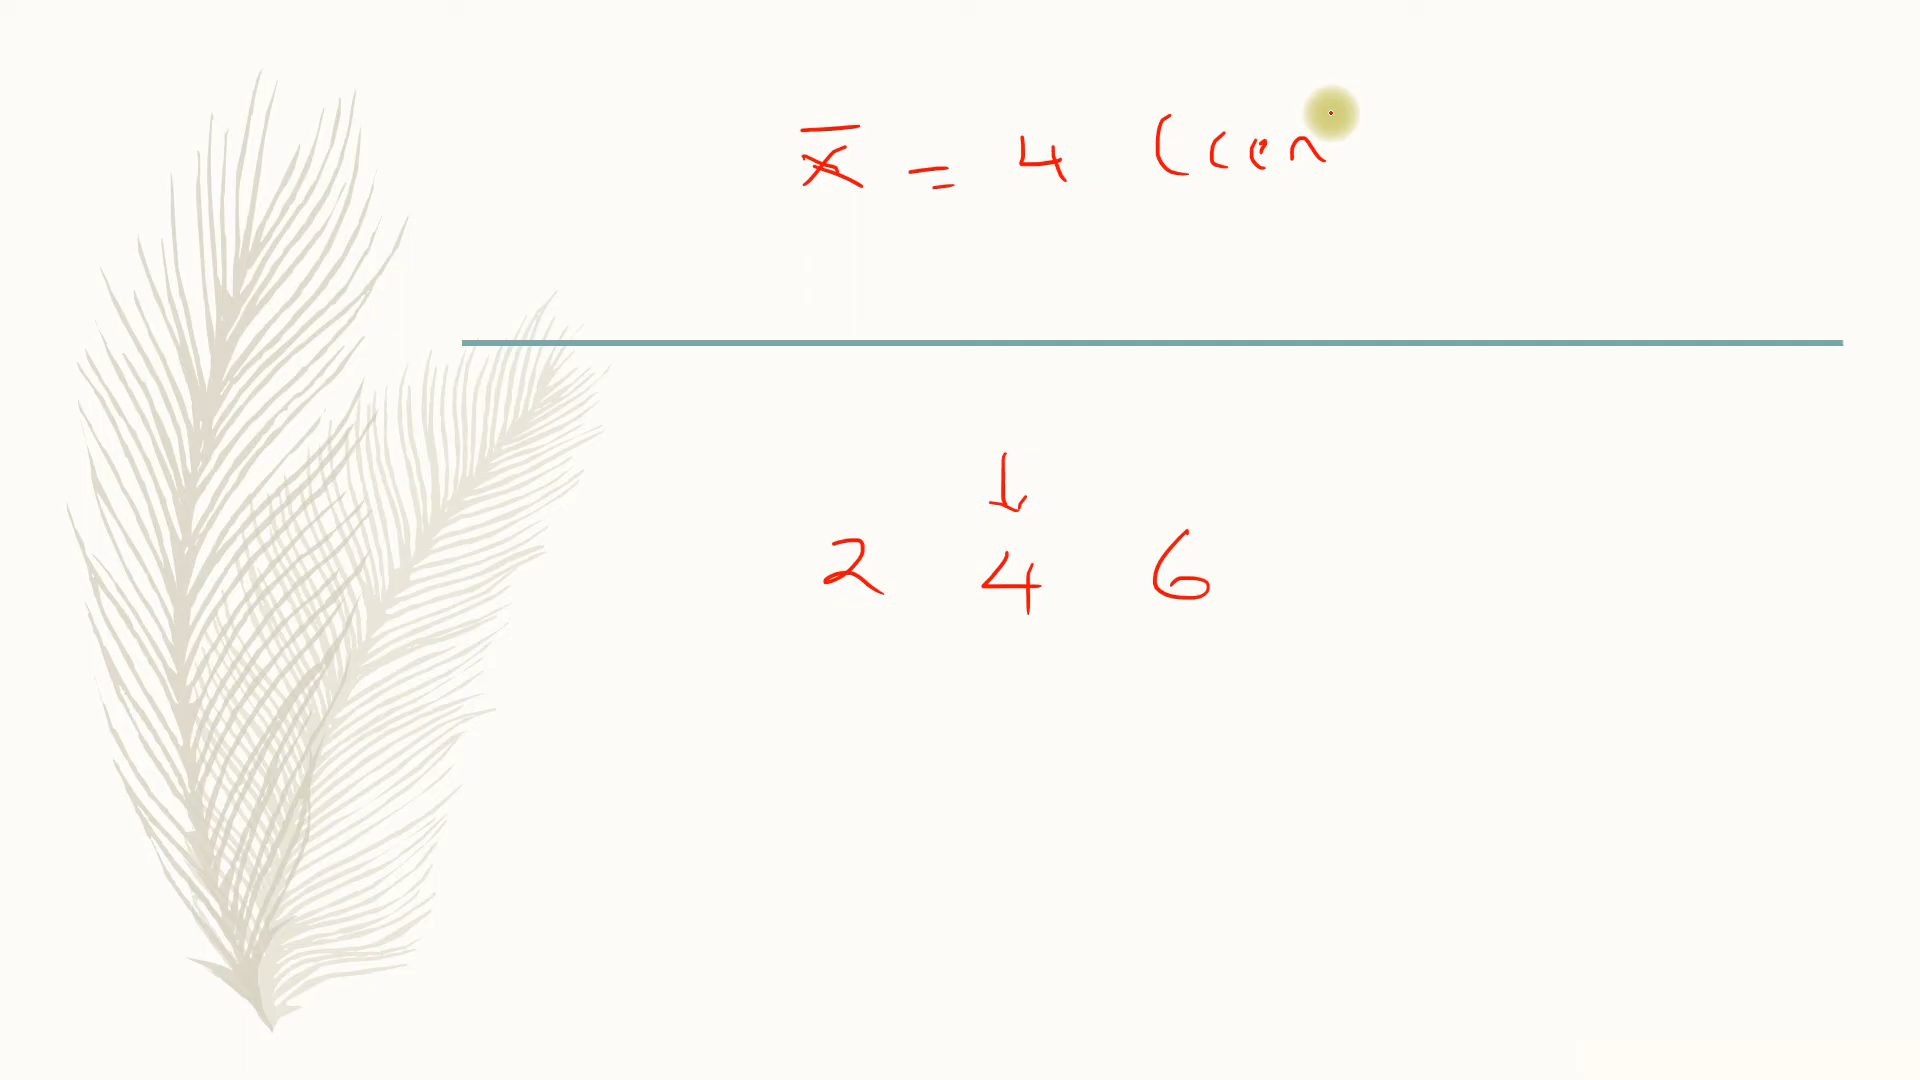 x̄ = 4 (cen
↓
2 4 6